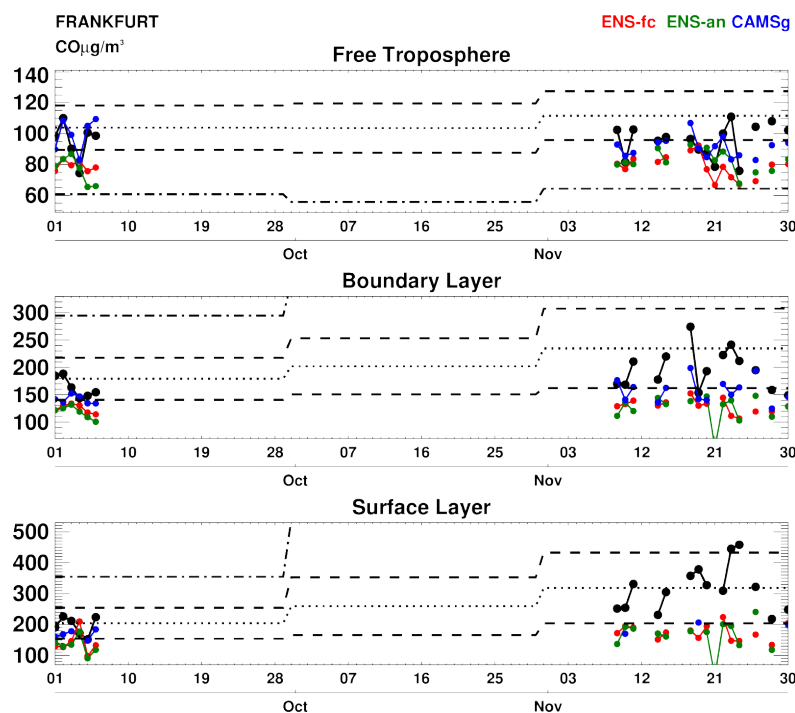 FRANKFURT
ENS-fc ENS-an CAMSg
COµg/m³
Free Troposphere
140
120
100
80
60
01 10 19 28 07 16 25 03 12 21 30
Oct Nov
Boundary Layer
300
250
200
150
100
01 10 19 28 07 16 25 03 12 21 30
Oct Nov
Surface Layer
500
400
300
200
100
01 10 19 28 07 16 25 03 12 21 30
Oct Nov